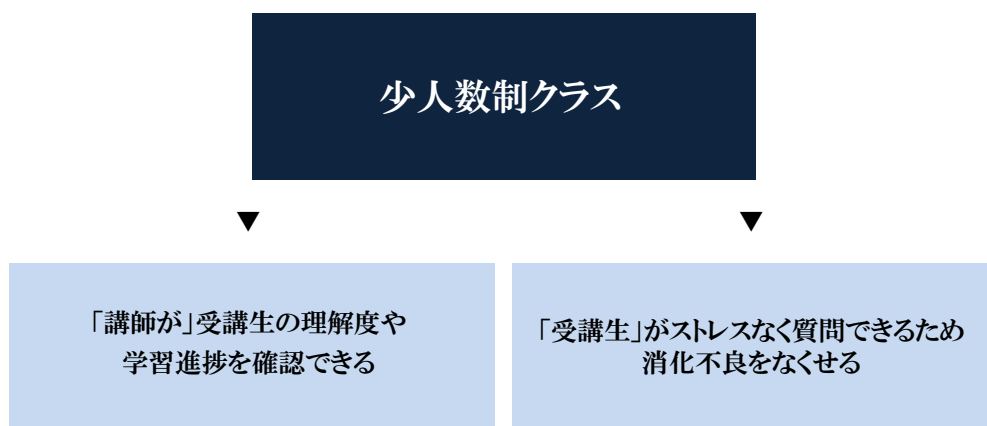 少人数制クラス
▼
▼
「講師が」受講生の理解度や
学習進捗を確認できる
「受講生」がストレスなく質問できるため
消化不良をなくせる